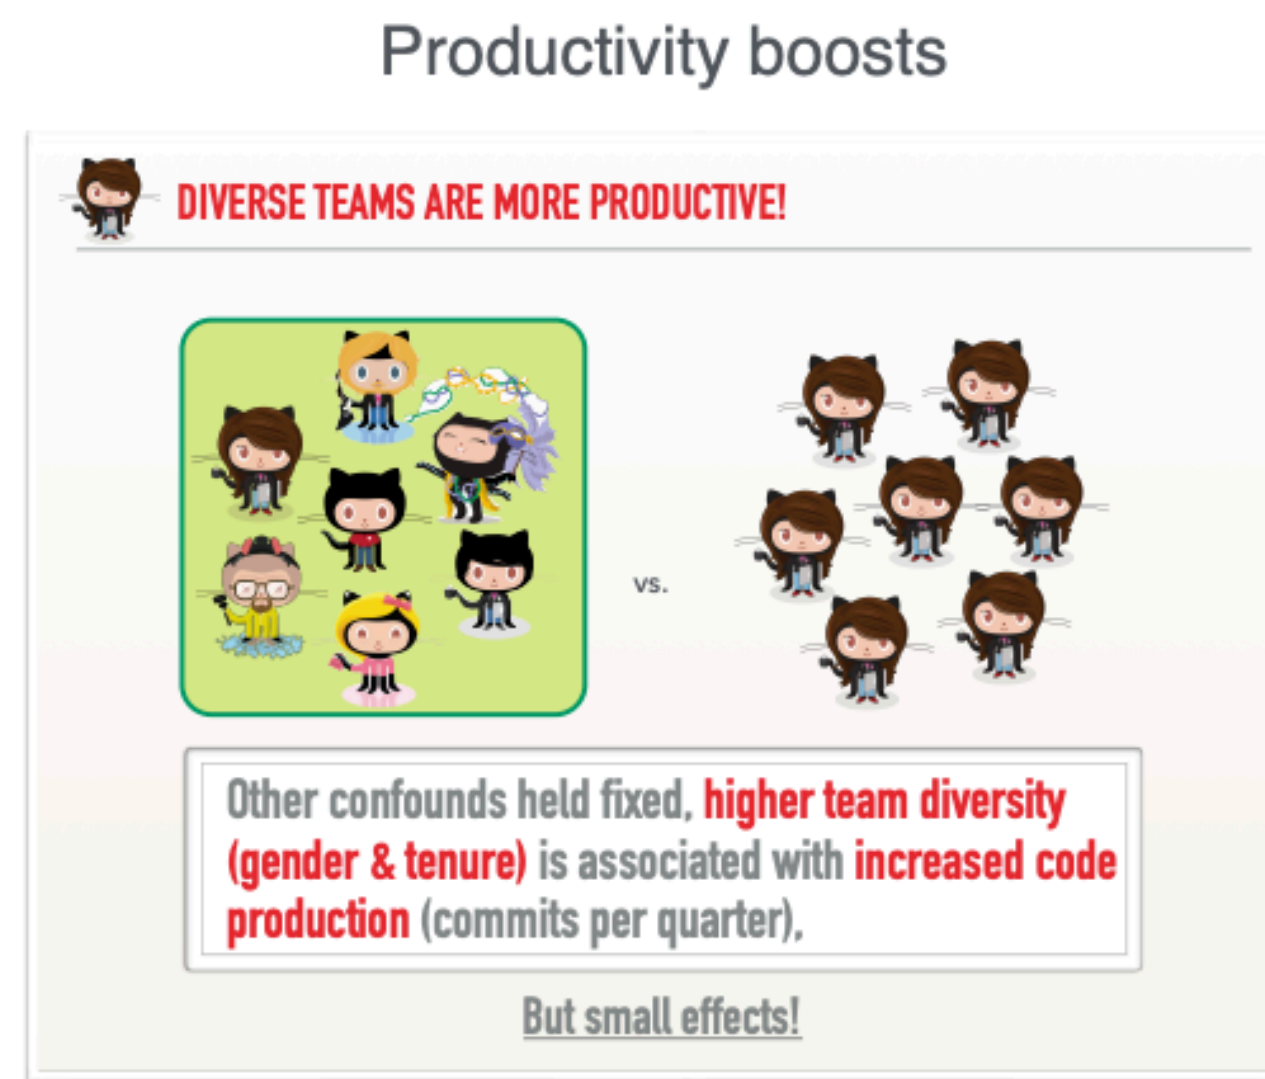 Productivity boosts
DIVERSE TEAMS ARE MORE PRODUCTIVE!
vs.
Other confounds held fixed, higher team diversity
(gender & tenure) is associated with increased code
production (commits per quarter),
But small effects!